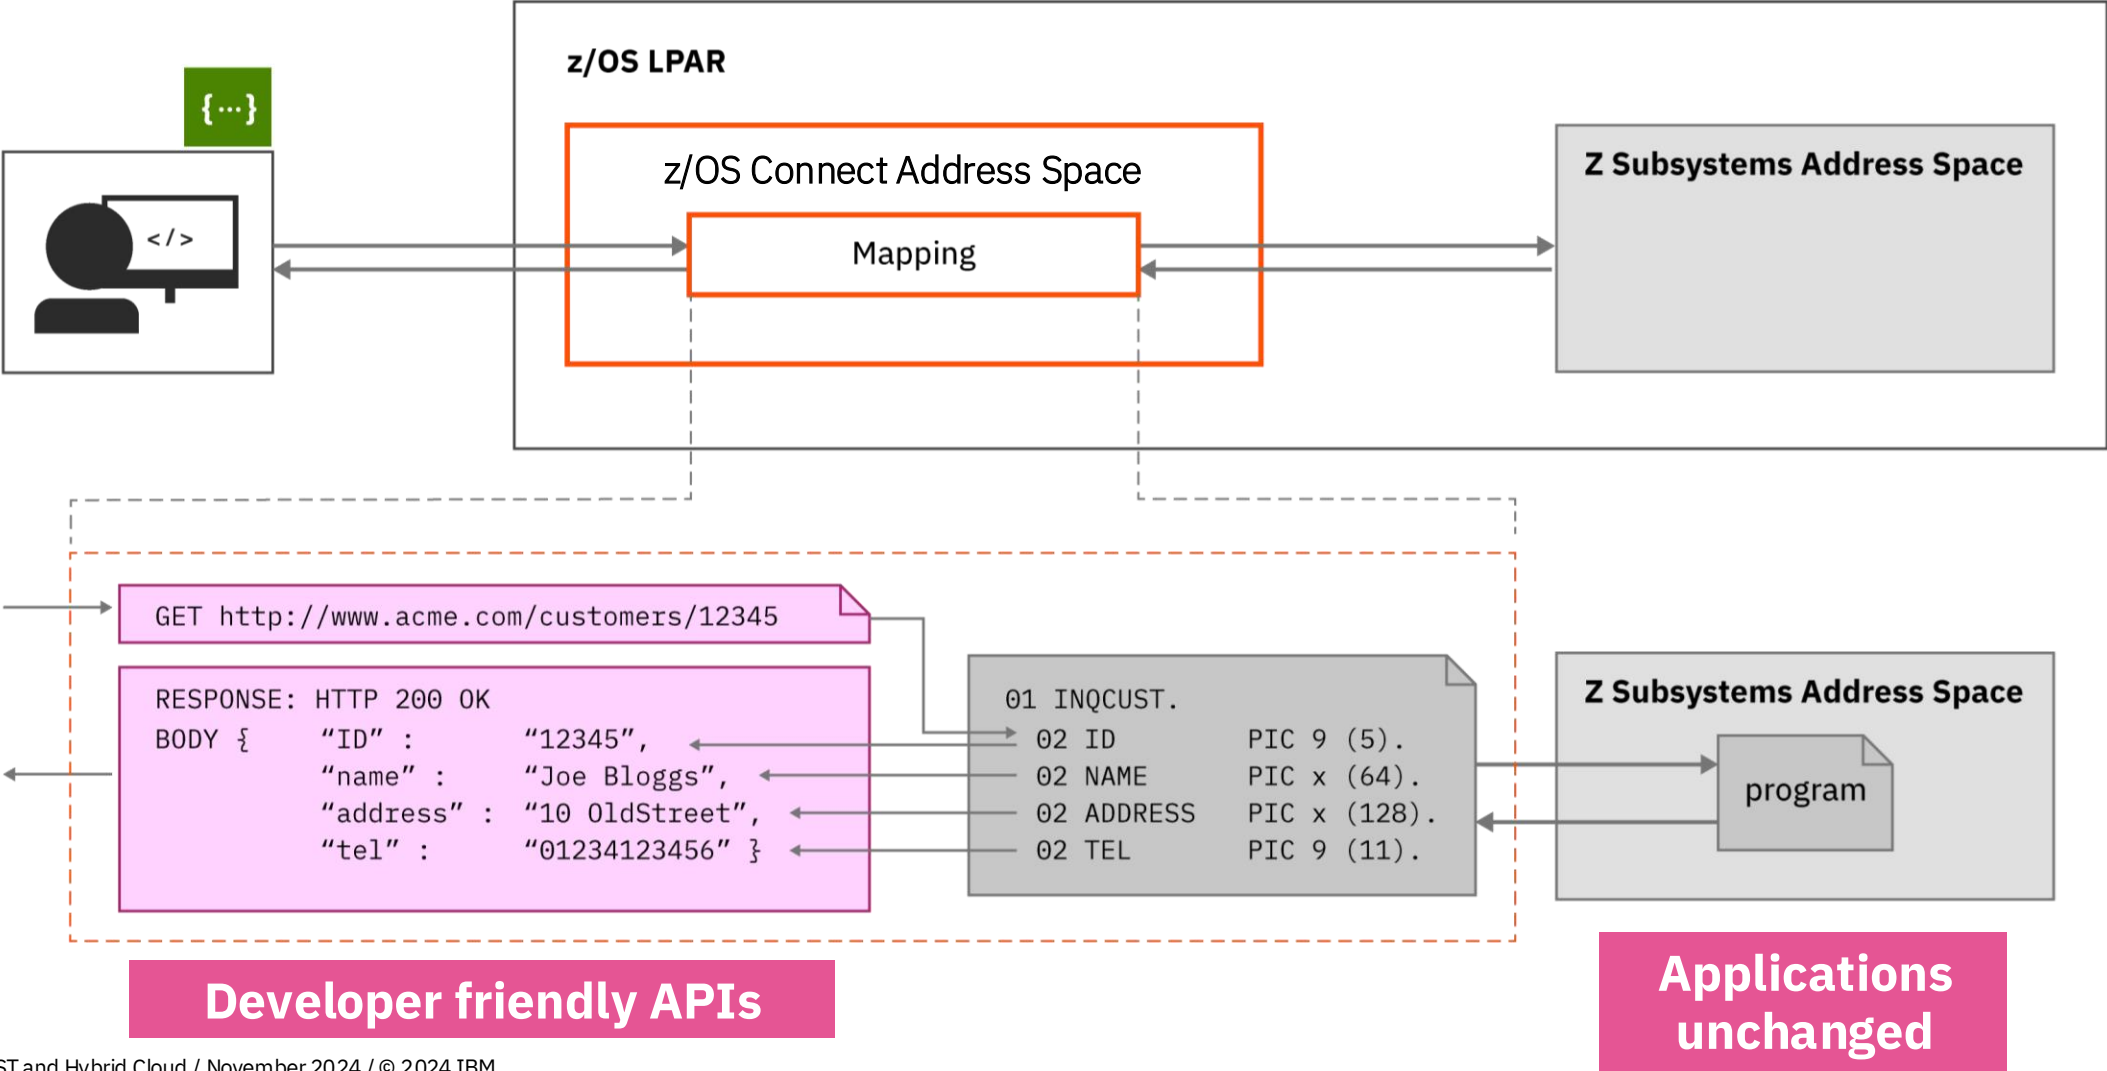 z/OS LPAR
{...}
z/OS Connect Address Space
Z Subsystems Address Space
</>
Mapping
GET http://www.acme.com/customers/12345
RESPONSE: HTTP 200 OK
BODY { “ID” : “12345”,
“name” : “Joe Bloggs”,
“address” : “10 OldStreet”,
“tel” : “01234123456” }
01 INQCUST.
02 ID PIC 9 (5).
02 NAME PIC x (64).
02 ADDRESS PIC x (128).
02 TEL PIC 9 (11).
Z Subsystems Address Space
program
Developer friendly APIs
Applications
unchanged
ST and Hybrid Cloud / November 2024 / © 2024 IBM